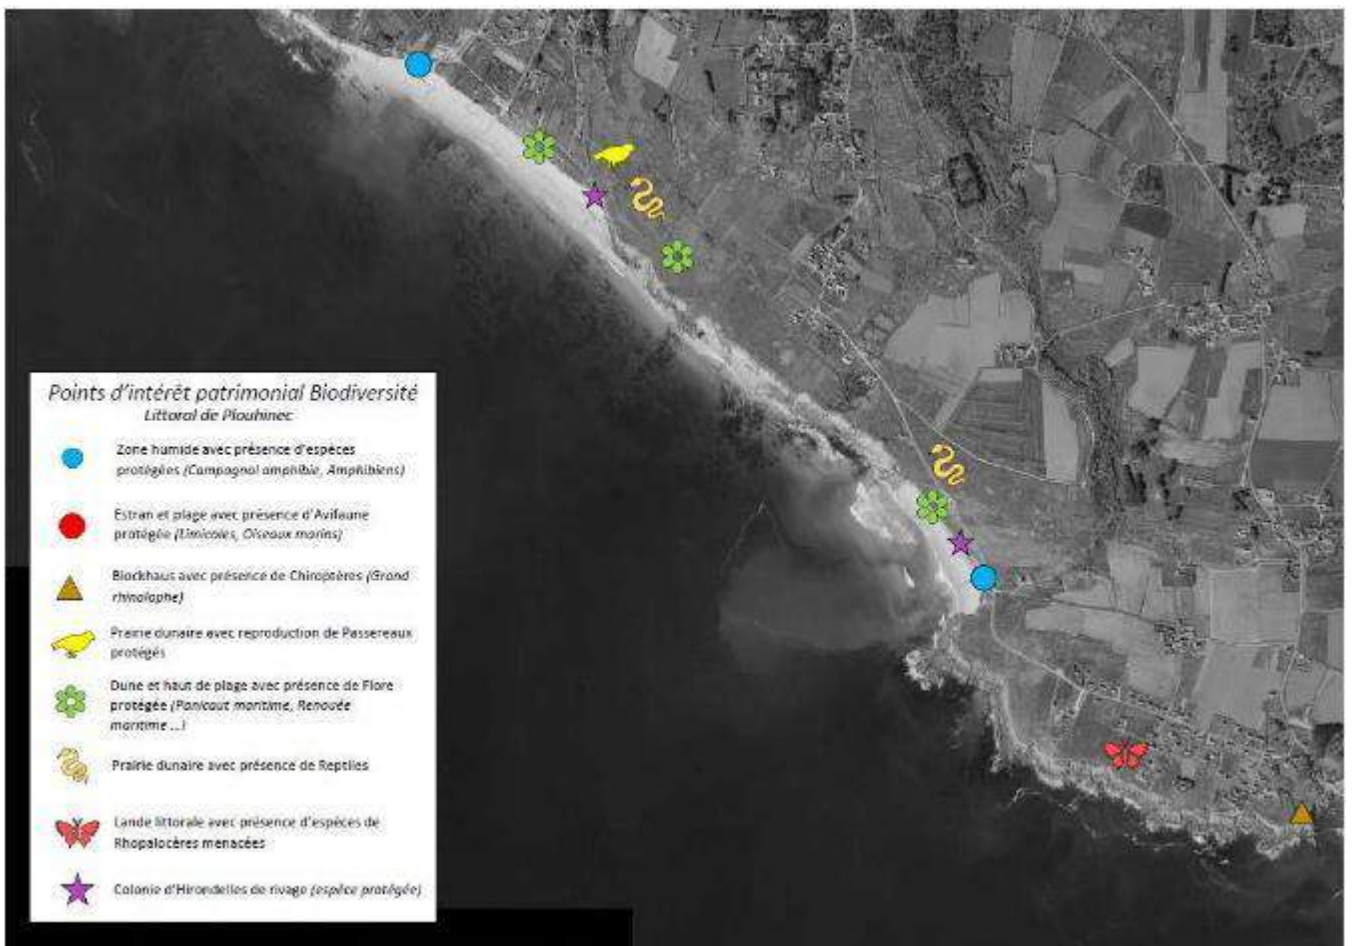 Points d'intérêt patrimonial Biodiversité
Littoral de Plouhinec
Zone humide avec présence d'espèces
protégées (Campagnol amphibie, Amphibiens)
Estran et plage avec présence d'Avifaune
protégée (Limicoles, Oiseaux marins)
Blockhaus avec présence de Chiroptères (Grand
rhinolophe)
Prairie dunaire avec reproduction de Passereaux
protégés
Dune et haut de plage avec présence de Flore
protégée (Panicaut maritime, Renouée
maritime ...)
Prairie dunaire avec présence de Reptiles
Lande littorale avec présence d'espèces de
Rhopalocères menacées
Colonie d'Hirondelles de rivage (espèce protégée)